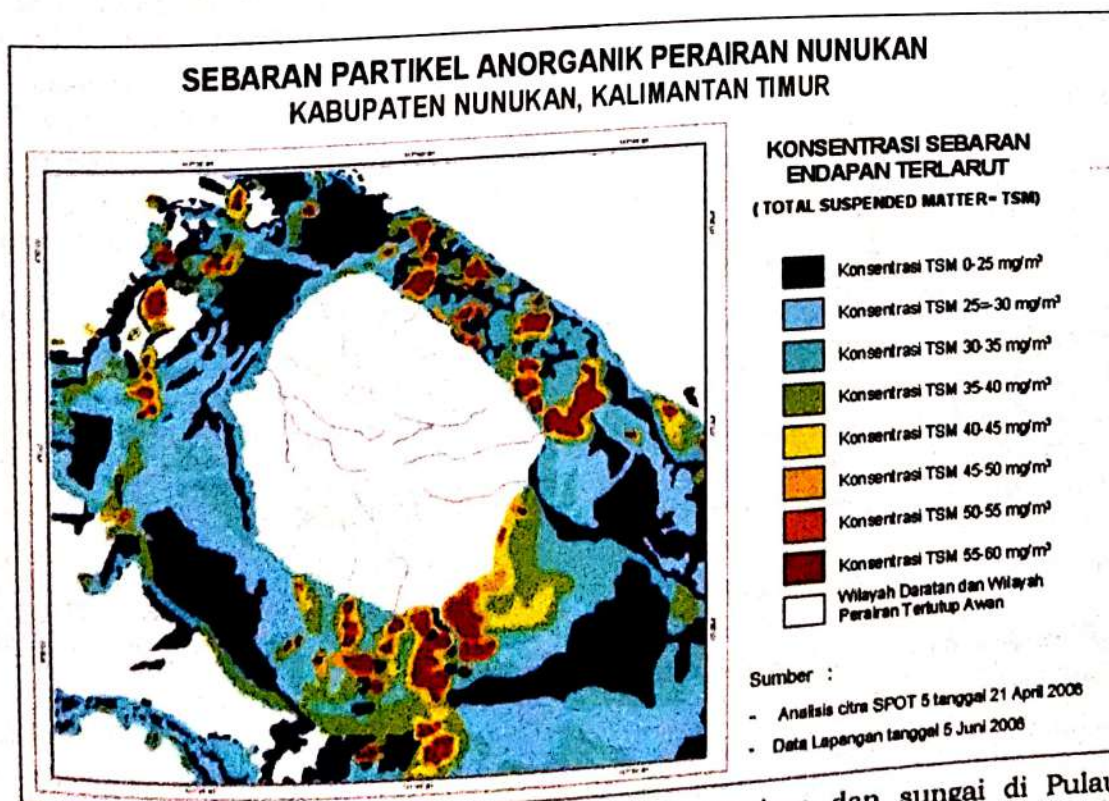 SEBARAN PARTIKEL ANORGANIK PERAIRAN NUNUKAN
KABUPATEN NUNUKAN, KALIMANTAN TIMUR
KONSENTRASI SEBARAN
ENDAPAN TERLARUT
( TOTAL SUSPENDED MATTER= TSM)
Konsentrasi TSM 0-25 mg/m³
Konsentrasi TSM 25=-30 mg/m³
Konsentrasi TSM 30-35 mg/m³
Konsentrasi TSM 35-40 mg/m³
Konsentrasi TSM 40-45 mg/m³
Konsentrasi TSM 45-50 mg/m³
Konsentrasi TSM 50-55 mg/m³
Konsentrasi TSM 55-60 mg/m³
Wilayah Daratan dan Wilayah
Perairan Tertutup Awan
Sumber :
- Analisis citra SPOT 5 tanggal 21 April 2006
- Data Lapangan tanggal 5 Juni 2006
dan sungai di Pulau